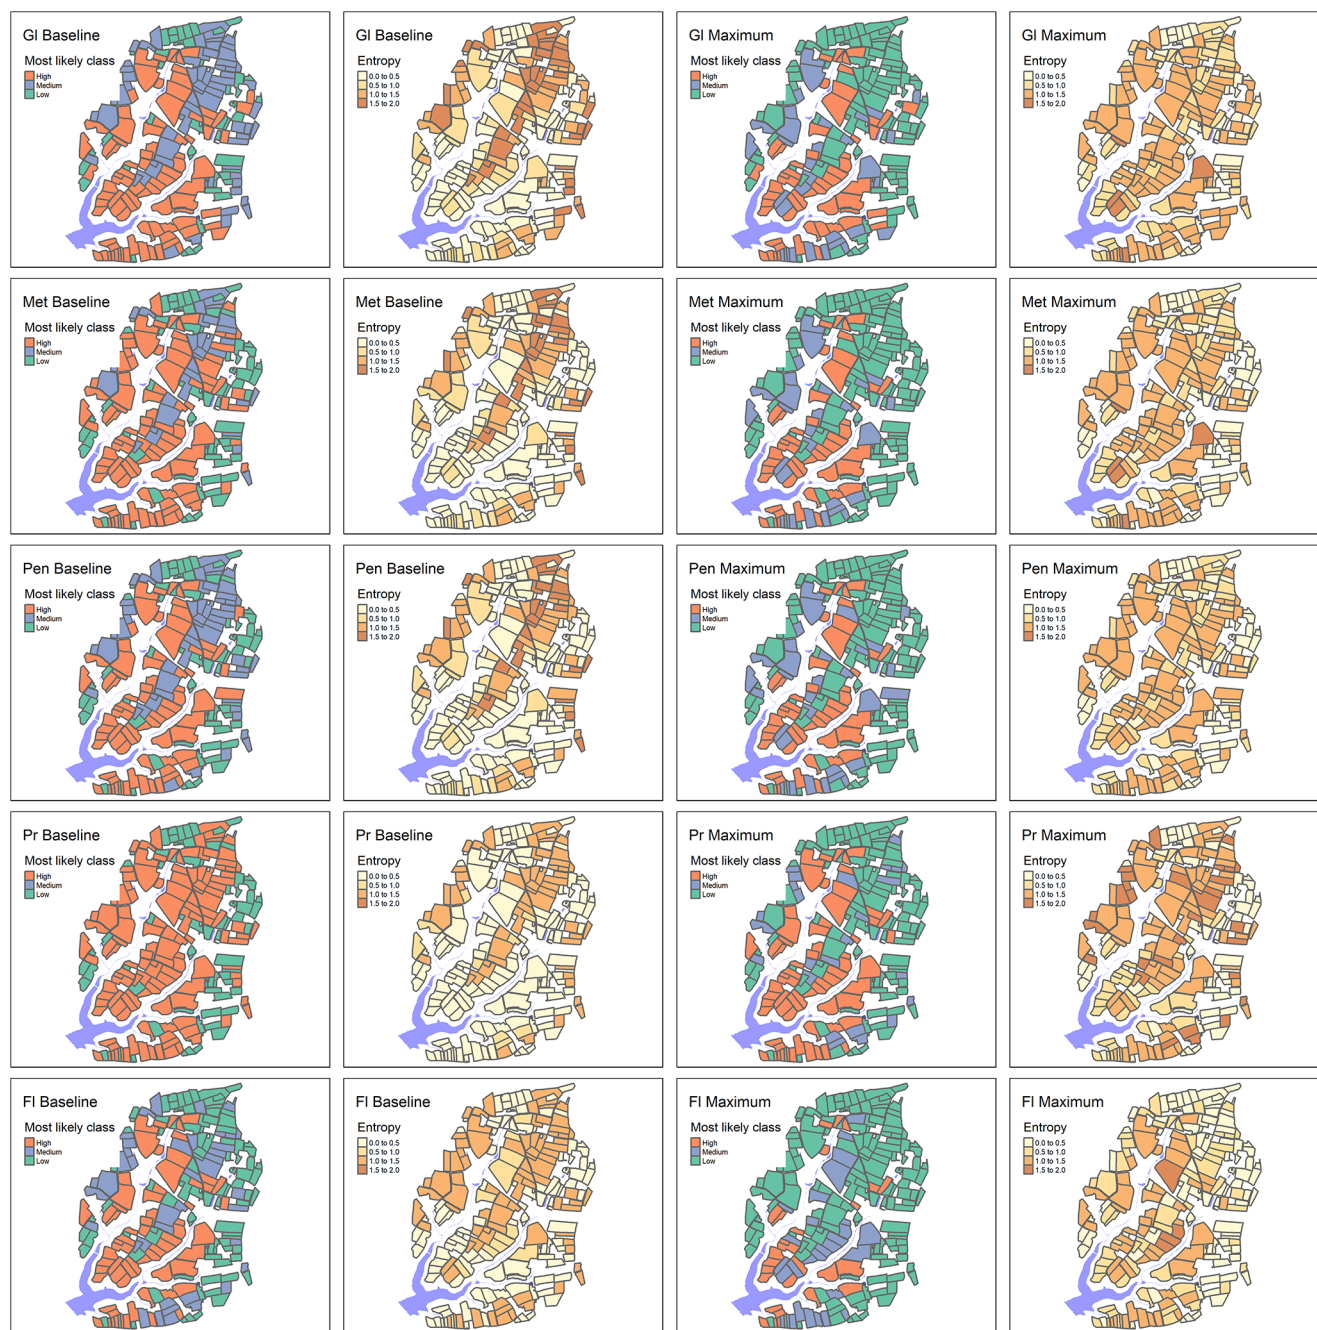 Gl Baseline
Most likely class
High
Medium
Low
Gl Baseline
Entropy
0.0 to 0.5
0.5 to 1.0
1.0 to 1.5
1.5 to 2.0
Gl Maximum
Most likely class
High
Medium
Low
Gl Maximum
Entropy
0.0 to 0.5
0.5 to 1.0
1.0 to 1.5
1.5 to 2.0
Met Baseline
Most likely class
High
Medium
Low
Met Baseline
Entropy
0.0 to 0.5
0.5 to 1.0
1.0 to 1.5
1.5 to 2.0
Met Maximum
Most likely class
High
Medium
Low
Met Maximum
Entropy
0.0 to 0.5
0.5 to 1.0
1.0 to 1.5
1.5 to 2.0
Pen Baseline
Most likely class
High
Medium
Low
Pen Baseline
Entropy
0.0 to 0.5
0.5 to 1.0
1.0 to 1.5
1.5 to 2.0
Pen Maximum
Most likely class
High
Medium
Low
Pen Maximum
Entropy
0.0 to 0.5
0.5 to 1.0
1.0 to 1.5
1.5 to 2.0
Pr Baseline
Most likely class
High
Medium
Low
Pr Baseline
Entropy
0.0 to 0.5
0.5 to 1.0
1.0 to 1.5
1.5 to 2.0
Pr Maximum
Most likely class
High
Medium
Low
Pr Maximum
Entropy
0.0 to 0.5
0.5 to 1.0
1.0 to 1.5
1.5 to 2.0
Fl Baseline
Most likely class
High
Medium
Low
Fl Baseline
Entropy
0.0 to 0.5
0.5 to 1.0
1.0 to 1.5
1.5 to 2.0
Fl Maximum
Most likely class
High
Medium
Low
Fl Maximum
Entropy
0.0 to 0.5
0.5 to 1.0
1.0 to 1.5
1.5 to 2.0